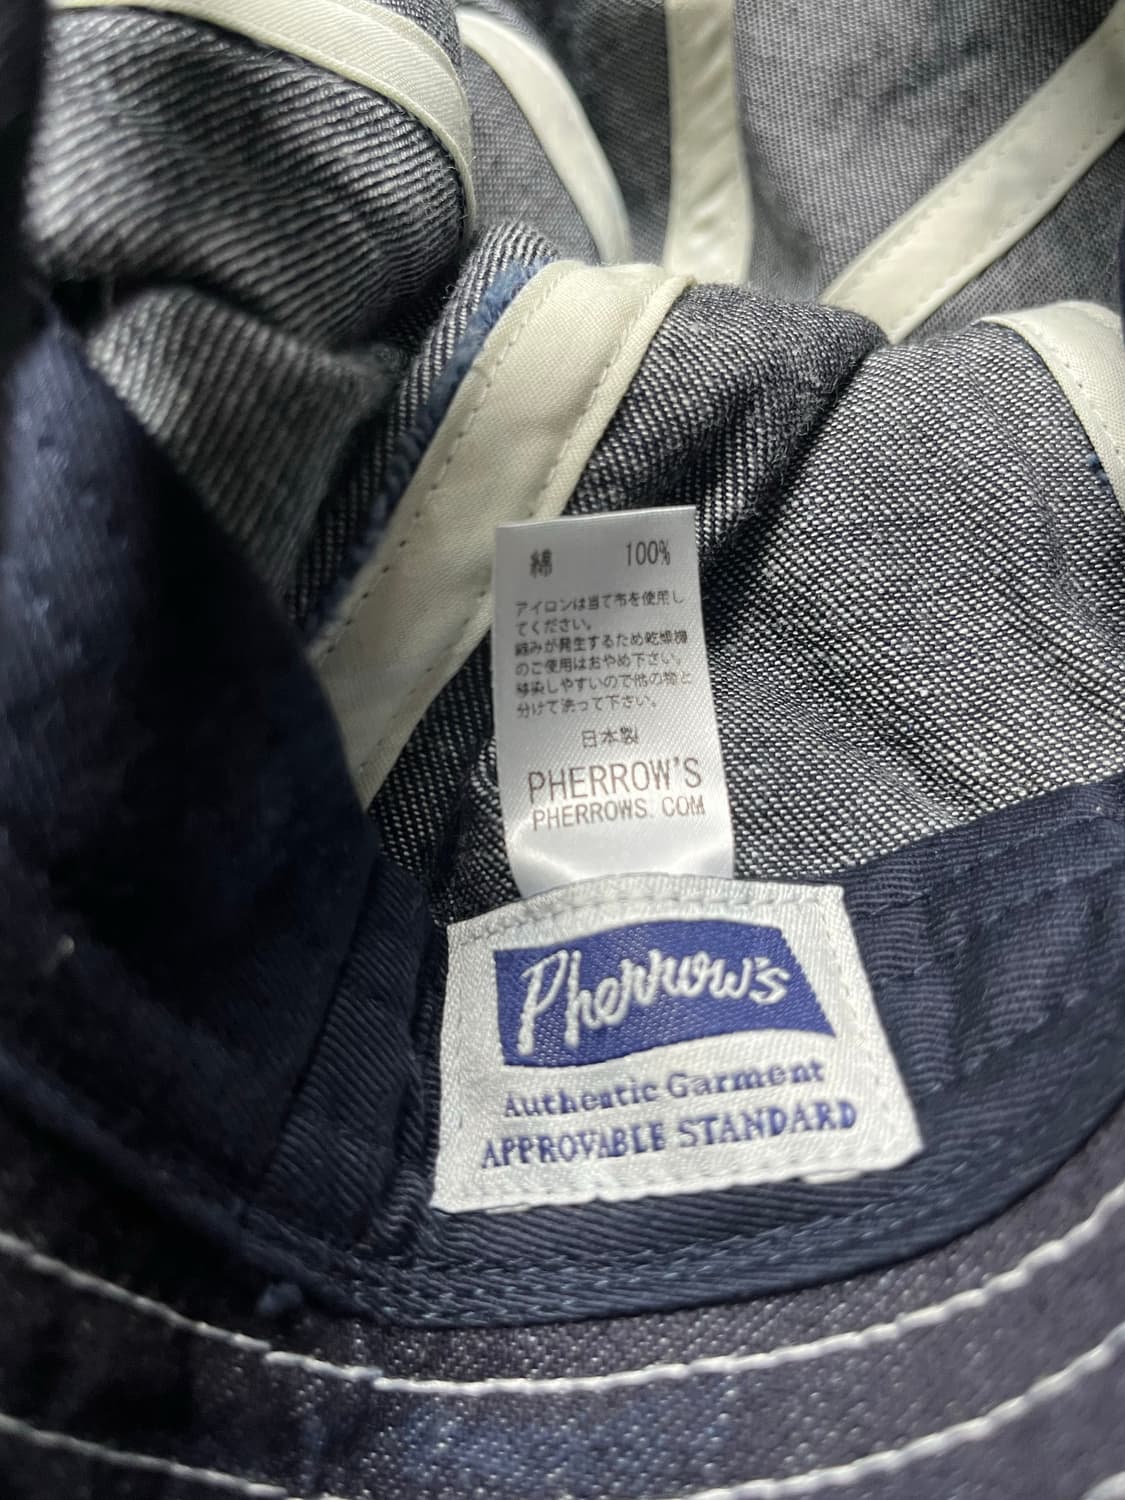 綿 100%
アイロンは当て布を使用し
てください。
縮みが発生するため乾燥機
のご使用はおやめ下さい。
移染しやすいので他の物と
分けて洗って下さい。
日本製
PHERROW'S
PHERROWS.COM
Pherrow's
Authentic Garment
APPROVABLE STANDARD